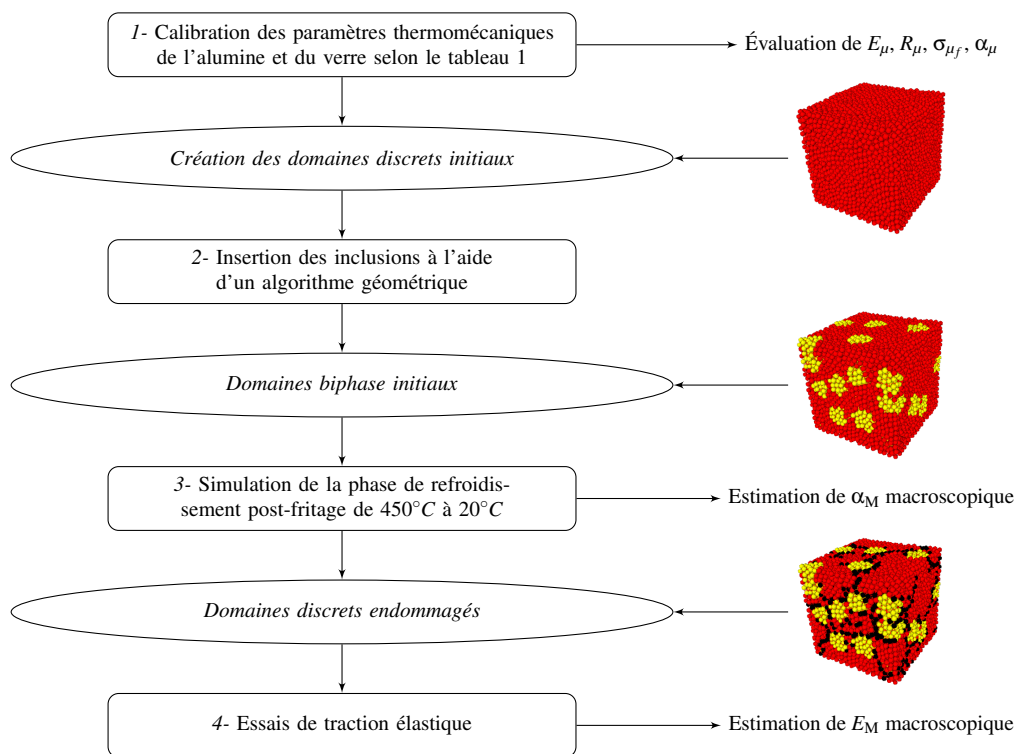 1- Calibration des paramètres thermomécaniques
de l'alumine et du verre selon le tableau 1
Évaluation de Eμ, Rμ, σμf, αμ
Création des domaines discrets initiaux
2- Insertion des inclusions à l'aide
d'un algorithme géométrique
Domaines biphase initiaux
3- Simulation de la phase de refroidis-
sement post-fritage de 450°C à 20°C
Estimation de αM macroscopique
Domaines discrets endommagés
4- Essais de traction élastique
Estimation de EM macroscopique